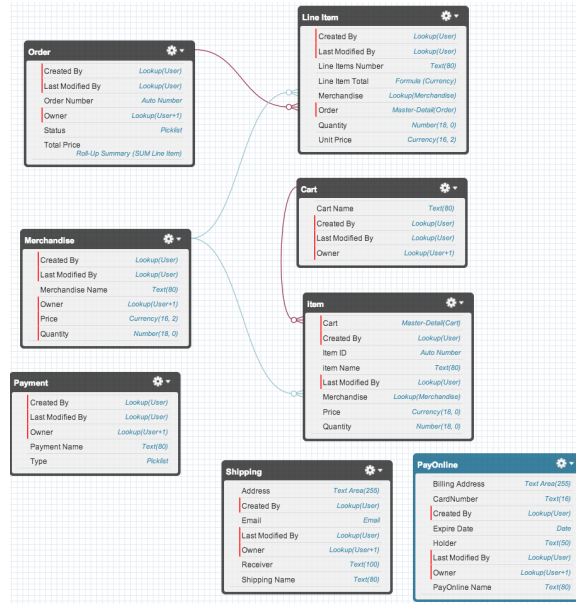 Line Item
Created By Lookup(User)
Last Modified By Lookup(User)
Line Items Number Text(80)
Line Item Total Formula (Currency)
Merchandise Lookup(Merchandise)
Order Master-Detail(Order)
Quantity Number(18, 0)
Unit Price Currency(16, 2)
Order
Created By Lookup(User)
Last Modified By Lookup(User)
Order Number Auto Number
Owner Lookup(User+1)
Status Picklist
Total Price
Roll-Up Summary (SUM Line Item)
Cart
Cart Name Text(80)
Created By Lookup(User)
Last Modified By Lookup(User)
Owner Lookup(User+1)
Merchandise
Created By Lookup(User)
Last Modified By Lookup(User)
Merchandise Name Text(80)
Owner Lookup(User+1)
Price Currency(16, 2)
Quantity Number(18, 0)
item
Cart Master-Detail(Cart)
Created By Lookup(User)
Item ID Auto Number
item Name Text(80)
Last Modified By Lookup(User)
Merchandise Lookup(Merchandise)
Price Currency(18, 0)
Quantity Number(18, 0)
Payment
Created By Lookup(User)
Last Modified By Lookup(User)
Owner Lookup(User+1)
Payment Name Text(80)
Type Picklist
Shipping
Address Text Area(255)
Created By Lookup(User)
Email Email
Last Modified By Lookup(User)
Owner Lookup(User+1)
Receiver Text(100)
Shipping Name Text(80)
PayOnline
Billing Address Text Area(255)
CardNumber Text(16)
Created By Lookup(User)
Expire Date Date
Holder Text(50)
Last Modified By Lookup(User)
Owner Lookup(User+1)
PayOnline Name Text(80)